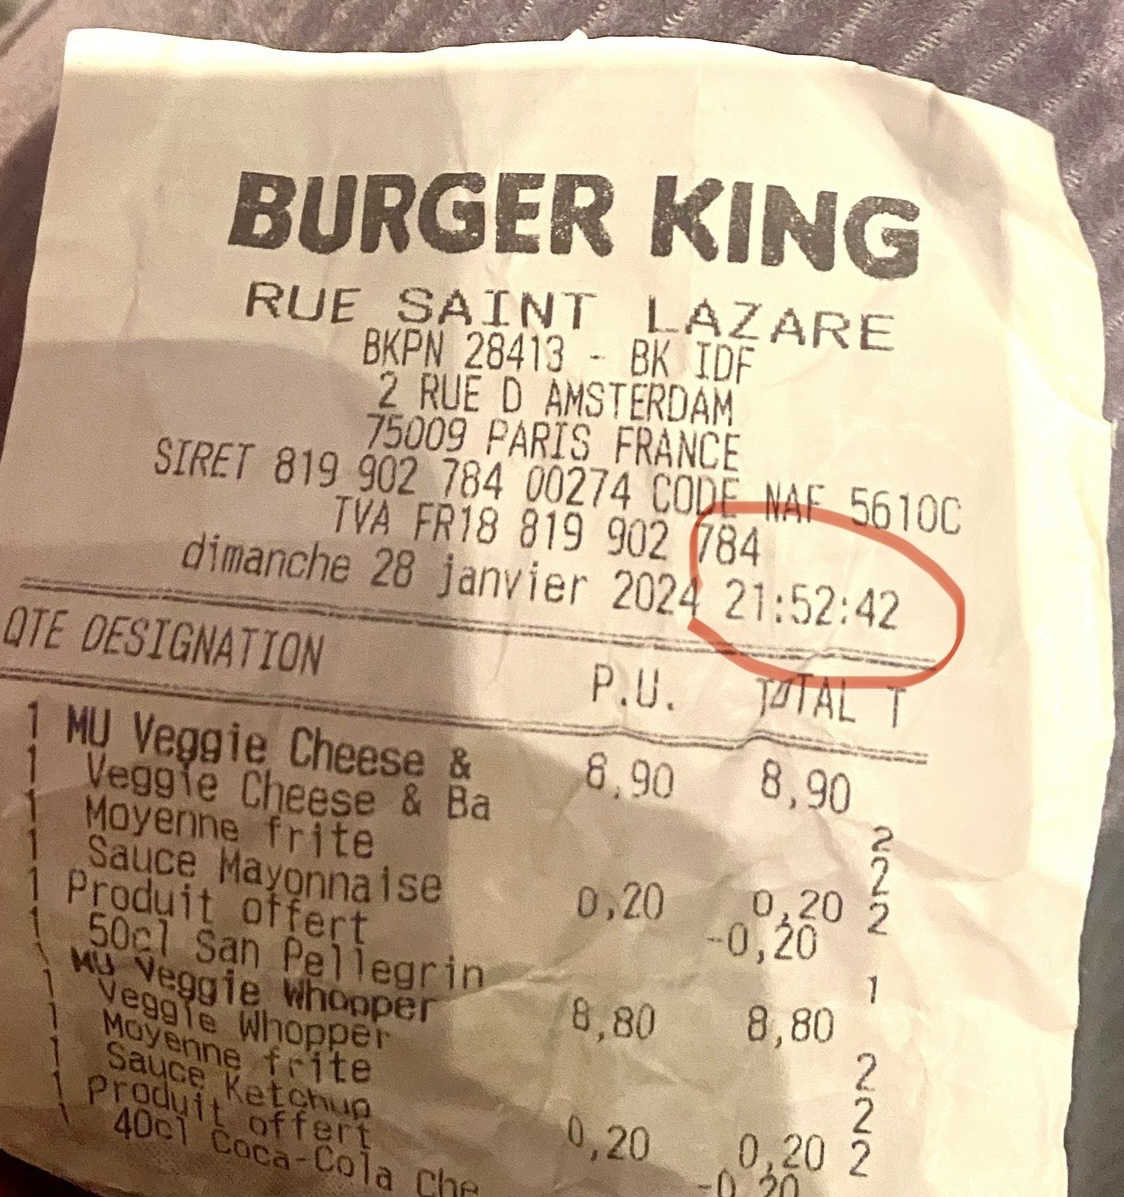 BURGER KING
RUE SAINT LAZARE
BKPN 28413 - BK IDF
2 RUE D AMSTERDAM
75009 PARIS FRANCE
SIRET 819 902 784 00274 CODE NAF 5610C
TVA FR18 819 902 784
dimanche 28 janvier 2024 21:52:42
QTE DESIGNATION P.U. TOTAL T
1 MU Veggie Cheese & 8,90 8,90
1 Veggie Cheese & Ba 2
1 Moyenne frite 2
1 Sauce Mayonnaise 0,20 0,20 2
1 Produit offert -0,20
1 50cl San Pellegrin 1
1 MU Veggie Whopper 8,80 8,80
1 Veggie Whopper 2
1 Moyenne frite 2
1 Sauce Ketchup 0,20 0,20 2
1 Produit offert -0,20
1 40cl Coca-Cola Che